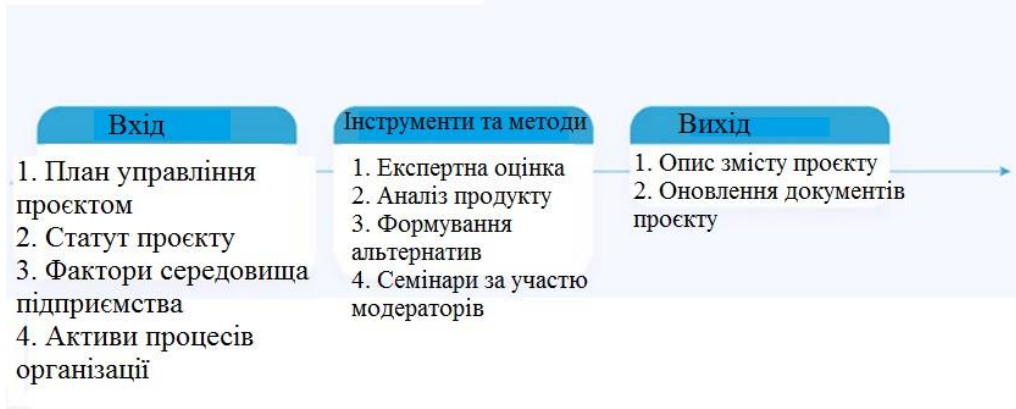 Вхід
1. План управління
проєктом
2. Статут проєкту
3. Фактори середовища
підприємства
4. Активи процесів
організації
Інструменти та методи
1. Експертна оцінка
2. Аналіз продукту
3. Формування
альтернатив
4. Семінари за участю
модераторів
Вихід
1. Опис змісту проєкту
2. Оновлення документів
проєкту